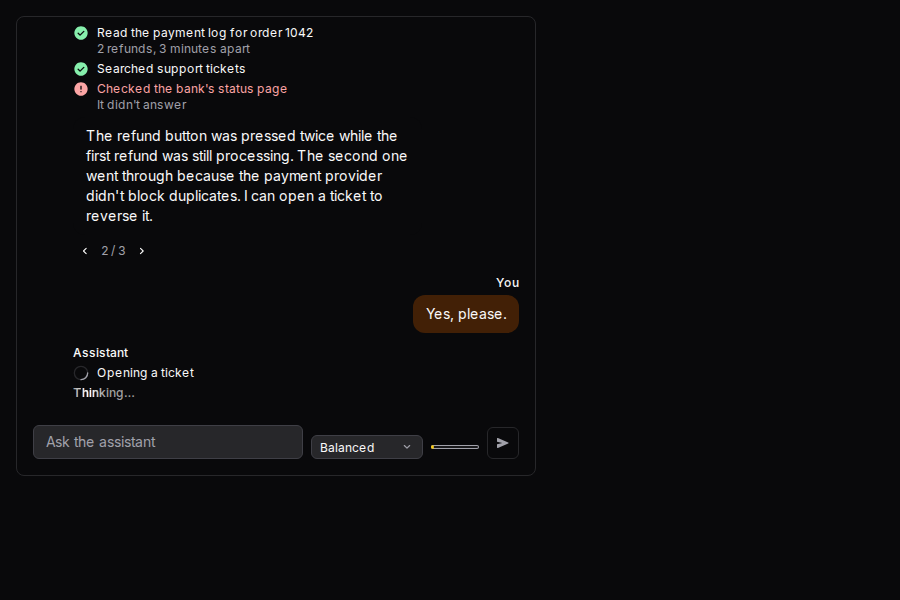 Read the payment log for order 1042
2 refunds, 3 minutes apart
Searched support tickets
Checked the bank's status page
It didn't answer
The refund button was pressed twice while the
first refund was still processing. The second one
went through because the payment provider
didn't block duplicates. I can open a ticket to
reverse it.
2 / 3
You
Yes, please.
Assistant
Opening a ticket
Thinking...
Ask the assistant
Balanced